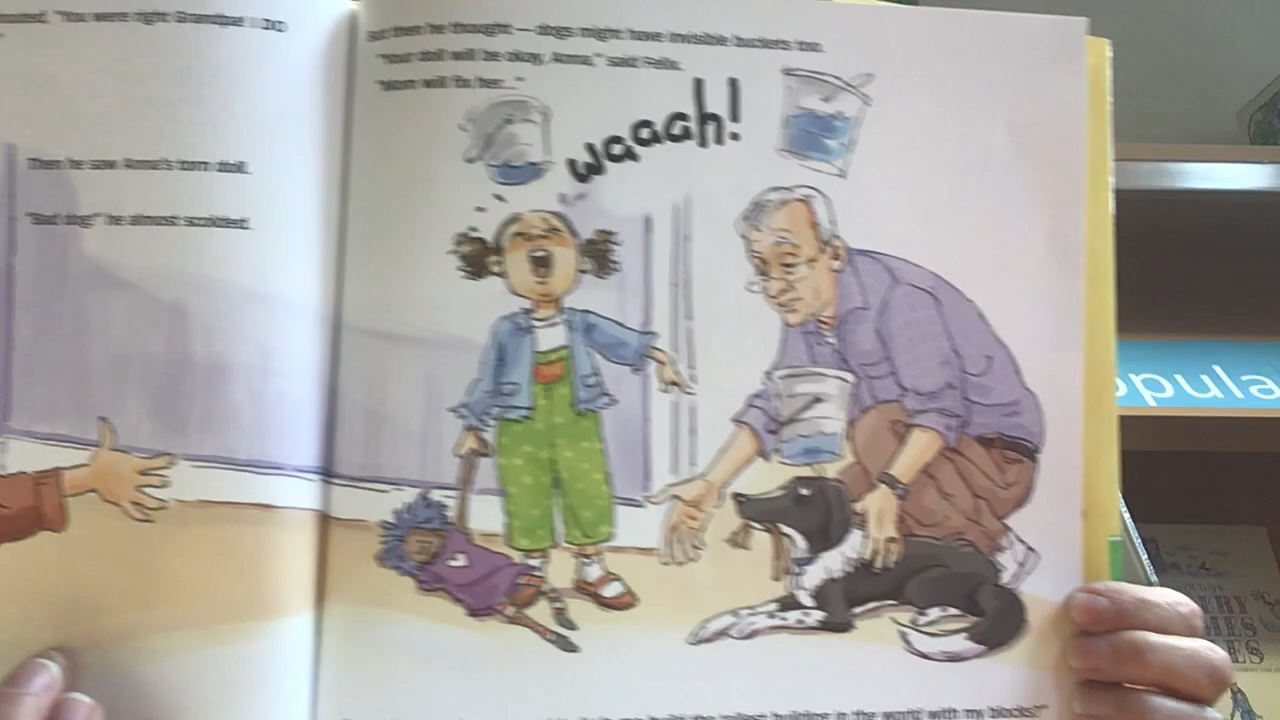 "You were right Grandpa! I DO
Then he saw Anna's torn doll.
"Bad dog!" he almost scolded.
But then he thought — dogs might have invisible buckets too.
"Your doll will be okay, Anna," said Felix.
"Mom will fix her..."
waaah!
the tallest building in the world with my blocks!"
opula